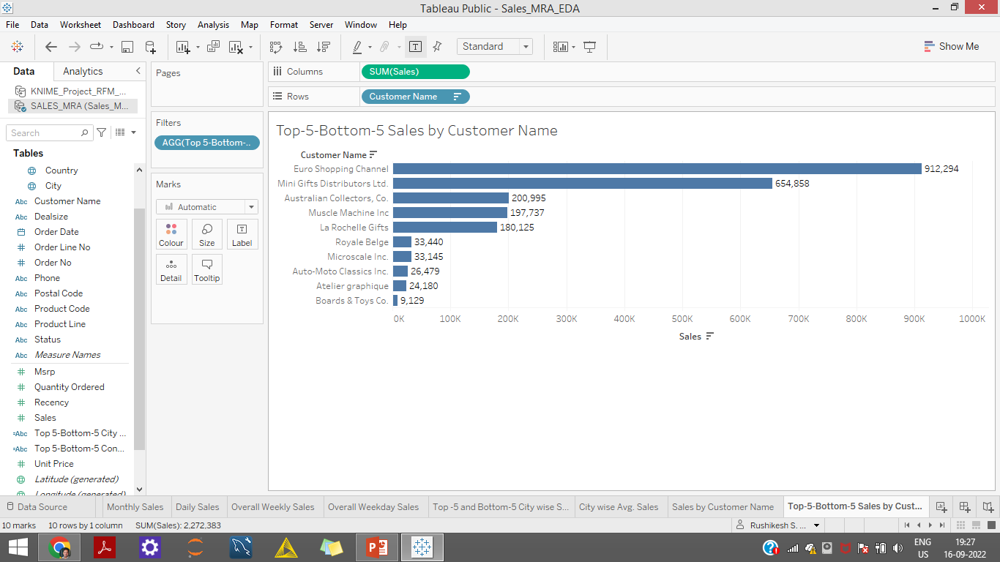 Tableau Public - Sales_MRA_EDA
File Data Worksheet Dashboard Story Analysis Map Format Server Window Help
Standard
Show Me
Data Analytics
KNIME_Project_RFM_...
SALES_MRA (Sales_M...
Search
Tables
Country
City
Abc Customer Name
Abc Dealsize
Order Date
# Order Line No
# Order No
Abc Phone
Abc Postal Code
Abc Product Code
Abc Product Line
Abc Status
Abc Measure Names
# Msrp
# Quantity Ordered
# Recency
# Sales
=Abc Top 5-Bottom-5 City ...
=Abc Top 5-Bottom-5 Con...
# Unit Price
Latitude (generated)
Longitude (generated)
Pages
Filters
AGG(Top 5-Bottom-..
Marks
Automatic
Colour Size Label
Detail Tooltip
Columns SUM(Sales)
Rows Customer Name
Top-5-Bottom-5 Sales by Customer Name
Customer Name
Euro Shopping Channel 912,294
Mini Gifts Distributors Ltd. 654,858
Australian Collectors, Co. 200,995
Muscle Machine Inc 197,737
La Rochelle Gifts 180,125
Royale Belge 33,440
Microscale Inc. 33,145
Auto-Moto Classics Inc. 26,479
Atelier graphique 24,180
Boards & Toys Co. 9,129
0K 100K 200K 300K 400K 500K 600K 700K 800K 900K 1000K
Sales
Data Source Monthly Sales Daily Sales Overall Weekly Sales Overall Weekday Sales Top -5 and Bottom-5 City wise S... City wise Avg. Sales Sales by Customer Name Top-5-Bottom-5 Sales by Cust...
10 marks 10 rows by 1 column SUM(Sales): 2,272,383 Rushikesh S. ...
ENG 19:27
US 16-09-2022